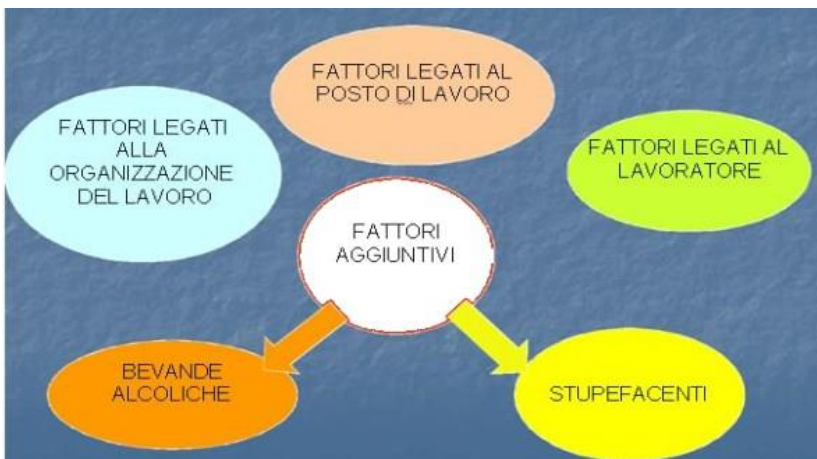 FATTORI LEGATI AL
POSTO DI LAVORO
FATTORI LEGATI
ALLA
ORGANIZZAZIONE
DEL LAVORO
FATTORI LEGATI AL
LAVORATORE
FATTORI
AGGIUNTIVI
BEVANDE
ALCOLICHE
STUPEFACENTI